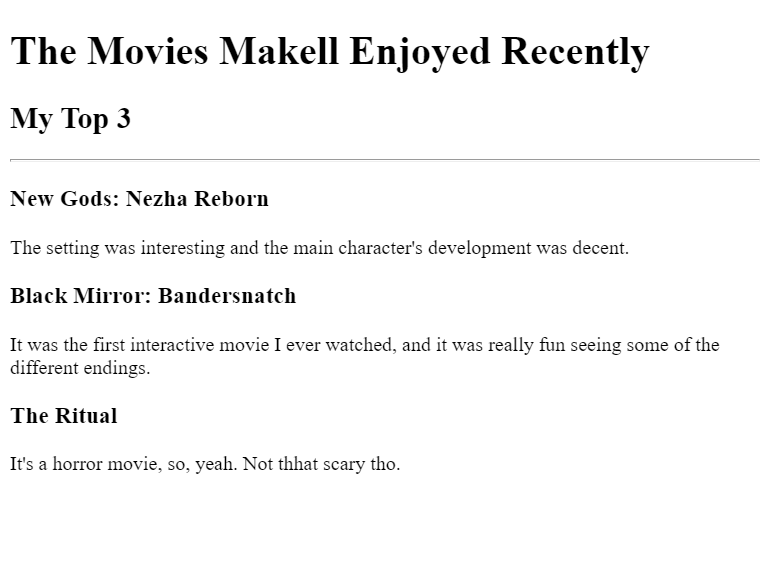 The Movies Makell Enjoyed Recently
My Top 3
New Gods: Nezha Reborn
The setting was interesting and the main character's development was decent.
Black Mirror: Bandersnatch
It was the first interactive movie I ever watched, and it was really fun seeing some of the
different endings.
The Ritual
It's a horror movie, so, yeah. Not thhat scary tho.